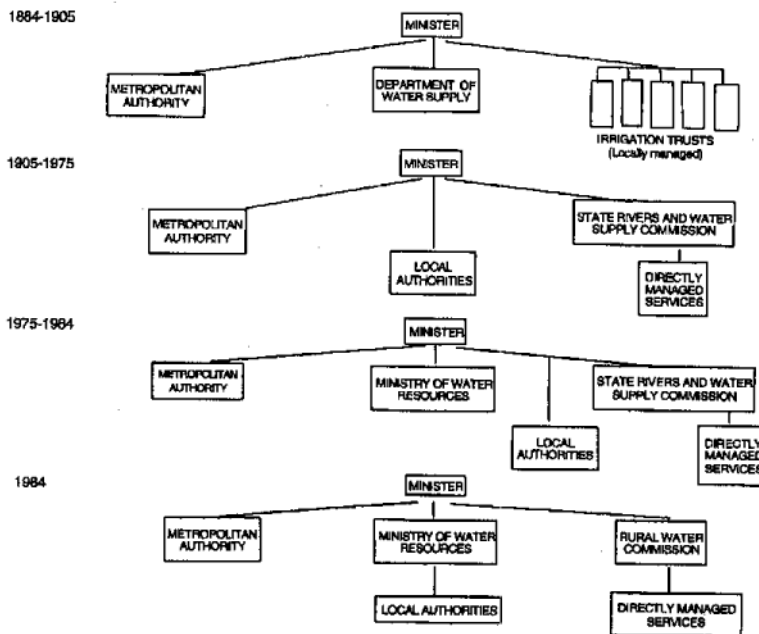 1884-1905
MINISTER
METROPOLITAN
AUTHORITY
DEPARTMENT OF
WATER SUPPLY
IRRIGATION TRUSTS
(Locally managed)
1905-1975
MINISTER
METROPOLITAN
AUTHORITY
LOCAL
AUTHORITIES
STATE RIVERS AND WATER
SUPPLY COMMISSION
DIRECTLY
MANAGED
SERVICES
1975-1984
MINISTER
METROPOLITAN
AUTHORITY
MINISTRY OF WATER
RESOURCES
LOCAL
AUTHORITIES
STATE RIVERS AND WATER
SUPPLY COMMISSION
DIRECTLY
MANAGED
SERVICES
1984
MINISTER
METROPOLITAN
AUTHORITY
MINISTRY OF WATER
RESOURCES
LOCAL AUTHORITIES
RURAL WATER
COMMISSION
DIRECTLY MANAGED
SERVICES